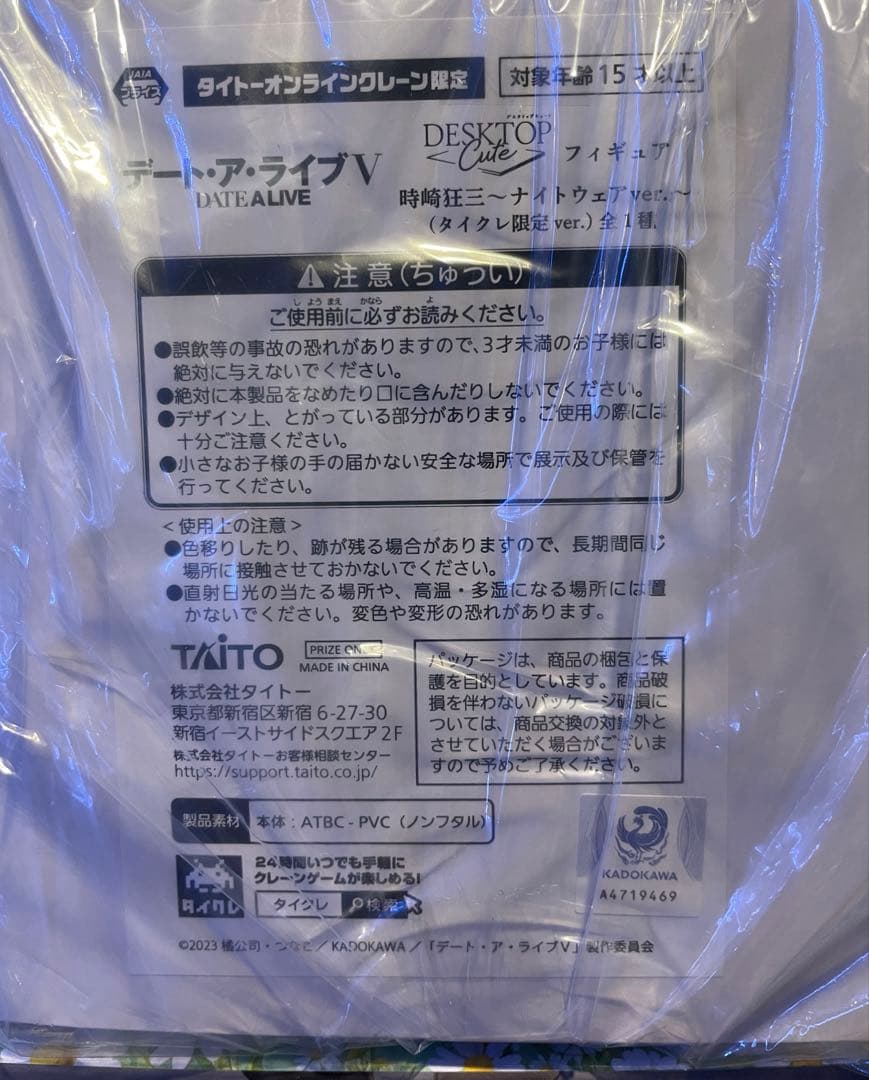 JAIA
プライズ
タイトーオンラインクレーン限定
対象年齢15才以上
デート・ア・ライブV
DATE A LIVE
DESKTOP
Cute
フィギュア
時崎狂三～ナイトウェアver.～
(タイクレ限定ver.)全1種
注意(ちゅうい)
ご使用前に必ずお読みください。
●誤飲等の事故の恐れがありますので、3才未満のお子様には
絶対に与えないでください。
●絶対に本製品をなめたり口に含んだりしないでください。
●デザイン上、とがっている部分があります。ご使用の際には
十分ご注意ください。
●小さなお子様の手の届かない安全な場所で展示及び保管を
行ってください。
<使用上の注意>
●色移りしたり、跡が残る場合がありますので、長期間同じ
場所に接触させておかないでください。
●直射日光の当たる場所や、高温・多湿になる場所には置
かないでください。変色や変形の恐れがあります。
TAITO
PRIZE ONLY
MADE IN CHINA
株式会社タイトー
東京都新宿区新宿6-27-30
新宿イーストサイドスクエア2F
株式会社タイトーお客様相談センター
https://support.taito.co.jp/
パッケージは、商品の梱包と保
護を目的としています。商品破
損を伴わないパッケージ破損に
ついては、商品交換の対象外と
させていただく場合がございま
すので予めご了承ください。
製品素材
本体：ATBC-PVC（ノンフタル）
タイクレ
24時間いつでも手軽に
クレーンゲームが楽しめる!
タイクレ
検索
KADOKAWA
A4719469
©2023 橘公司・つなこ／KADOKAWA／「デート・ア・ライブV」製作委員会